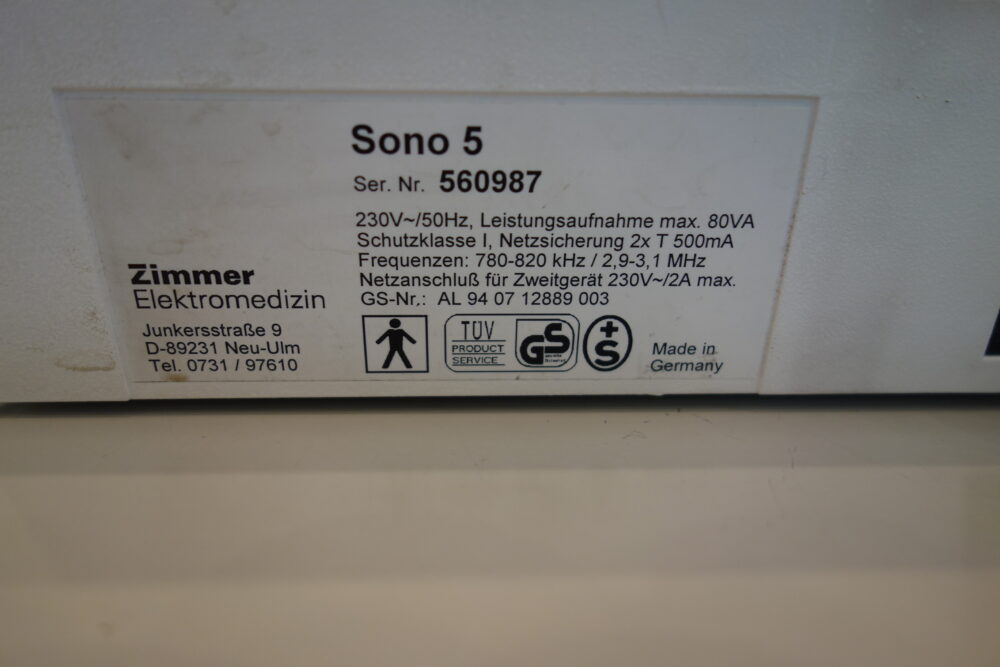 Sono 5
Ser. Nr. 560987
230V~/50Hz, Leistungsaufnahme max. 80VA
Schutzklasse I, Netzsicherung 2x T 500mA
Frequenzen: 780-820 kHz / 2,9-3,1 MHz
Netzanschluß für Zweitgerät 230V~/2A max.
GS-Nr.: AL 94 07 12889 003
Zimmer
Elektromedizin
Junkersstraße 9
D-89231 Neu-Ulm
Tel. 0731 / 97610
TÜV
PRODUCT
SERVICE
GS
+S
Made in
Germany